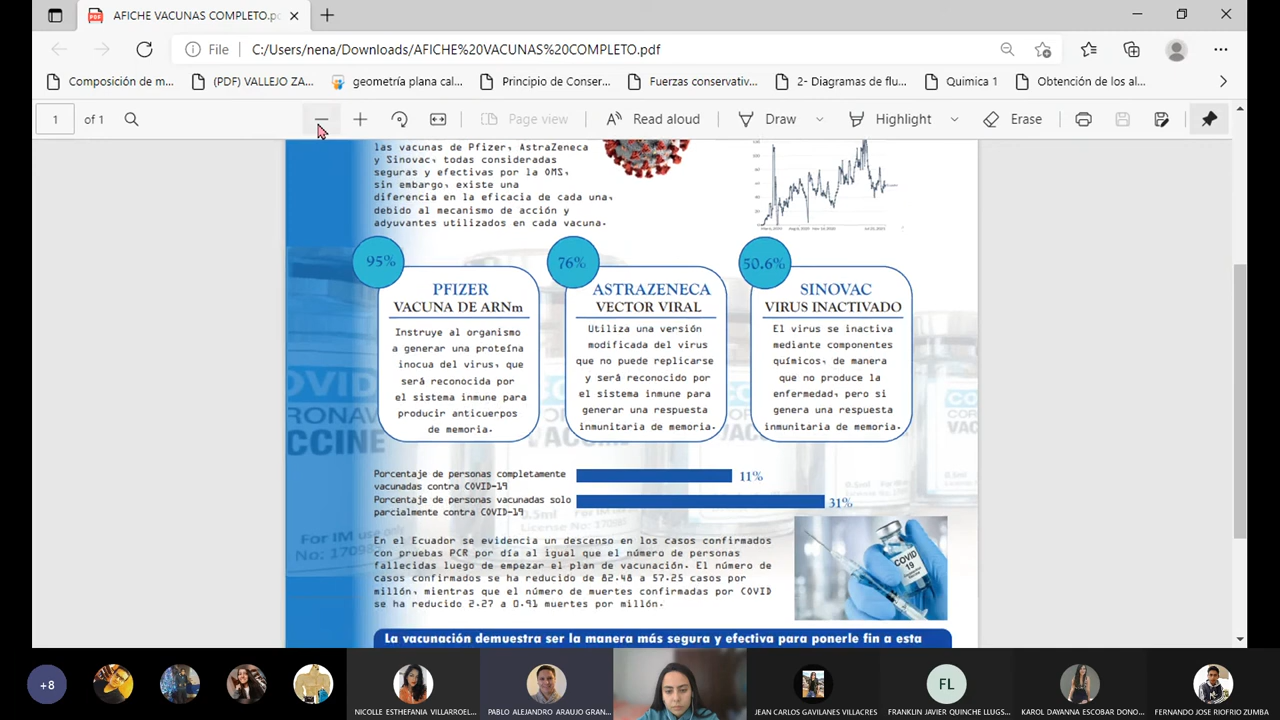 AFICHE VACUNAS COMPLETO.pd
File C:/Users/nena/Downloads/AFICHE%20VACUNAS%20COMPLETO.pdf
Composición de m...
(PDF) VALLEJO ZA...
geometría plana cal...
Principio de Conser...
Fuerzas conservativ...
2- Diagramas de flu...
Quimica 1
Obtención de los al...
1 of 1
Page view
Read aloud
Draw
Highlight
Erase
las vacunas de Pfizer, AstraZeneca
y Sinovac, todas consideradas
seguras y efectivas por la OMS,
sin embargo, existe una
diferencia en la eficacia de cada una,
debido al mecanismo de acción y
adyuvantes utilizados en cada vacuna.
95%
PFIZER
VACUNA DE ARNm
Instruye al organismo
a generar una proteína
inocua del virus, que
será reconocida por
el sistema inmune para
producir anticuerpos
de memoria.
76%
ASTRAZENECA
VECTOR VIRAL
Utiliza una versión
modificada del virus
que no puede replicarse
y será reconocido por
el sistema inmune para
generar una respuesta
inmunitaria de memoria.
50.6%
SINOVAC
VIRUS INACTIVADO
El virus se inactiva
mediante componentes
químicos, de manera
que no produce la
enfermedad, pero si
genera una respuesta
inmunitaria de memoria.
Porcentaje de personas completamente
vacunadas contra COVID-19
11%
Porcentaje de personas vacunadas solo
parcialmente contra COVID-19
31%
En el Ecuador se evidencia un descenso en los casos confirmados
con pruebas PCR por día al igual que el número de personas
fallecidas luego de empezar el plan de vacunación. El número de
casos confirmados se ha reducido de 82.48 a 57.25 casos por
millón, mientras que el número de muertes confirmadas por COVID
se ha reducido 2.27 a 0.91 muertes por millón.
COVID
19
La vacunación demuestra ser la manera más segura y efectiva para ponerle fin a esta
+8
NICOLLE ESTHEFANIA VILLARROEL...
PABLO ALEJANDRO ARAUJO GRAN...
JEAN CARLOS GAVILANES VILLACRES
FL
FRANKLIN JAVIER QUINCHE LLUGS...
KAROL DAYANNA ESCOBAR DONO...
FERNANDO JOSE RIOFRIO ZUMBA